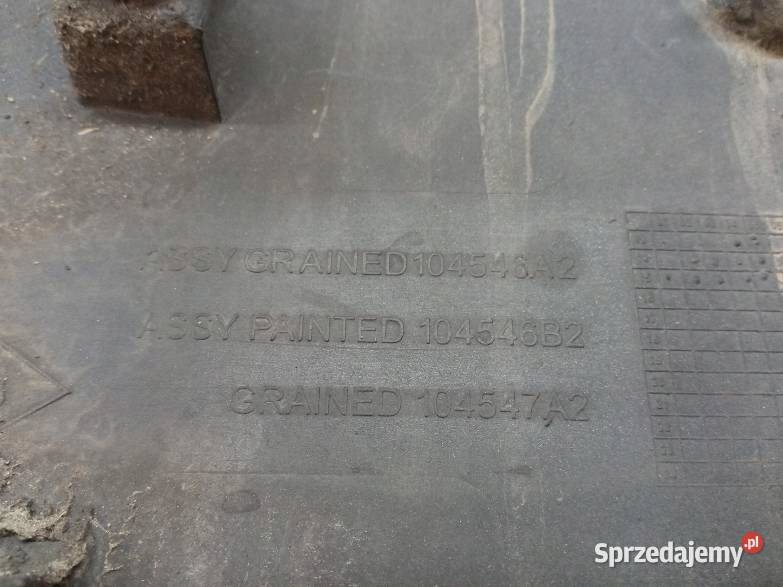 ASSY GRAINED 104546A2
ASSY PAINTED 104546B2
GRAINED 104547A2
Sprzedajemy.pl